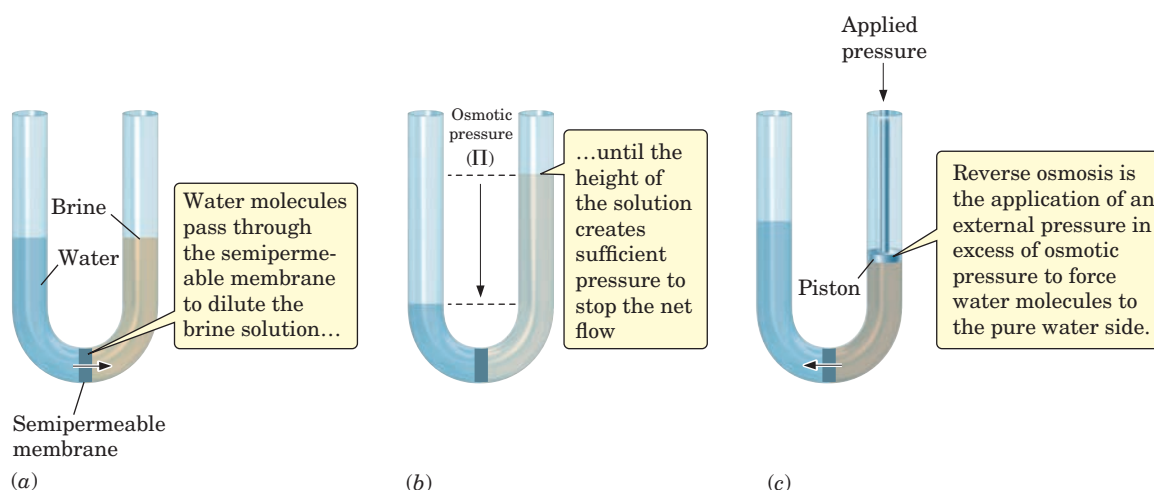 Brine
Water
Water molecules
pass through
the semiperme-
able membrane
to dilute the
brine solution…
Semipermeable
membrane
(a)
Osmotic
pressure
(Π)
…until the
height of
the solution
creates
sufficient
pressure to
stop the net
flow
(b)
Applied
pressure
Piston
Reverse osmosis is
the application of an
external pressure in
excess of osmotic
pressure to force
water molecules to
the pure water side.
(c)